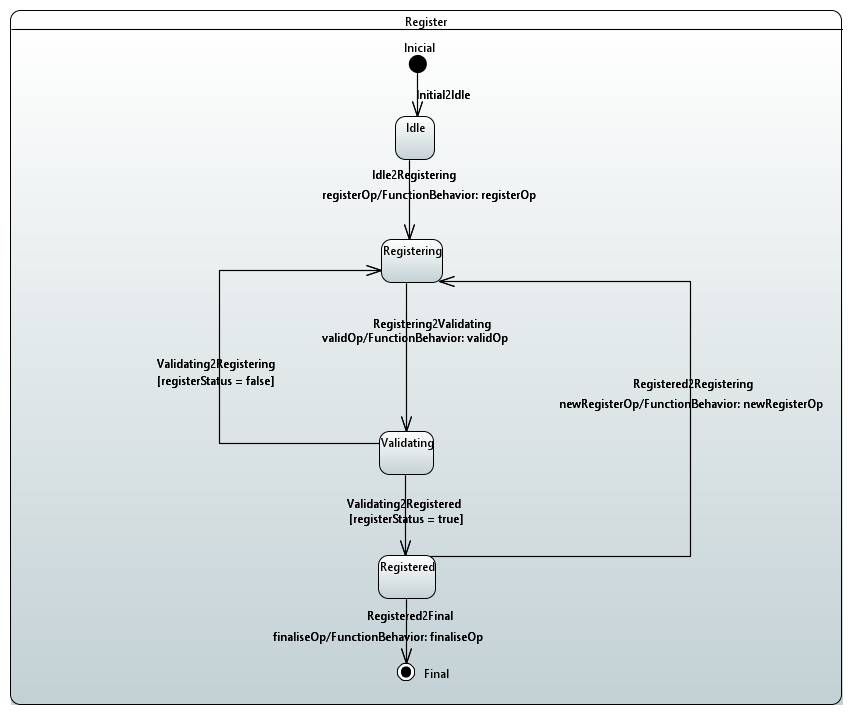 Register
Inicial
Initial2Idle
Idle
Idle2Registering
registerOp/FunctionBehavior: registerOp
Registering
Registering2Validating
validOp/FunctionBehavior: validOp
Validating2Registering
[registerStatus = false]
Registered2Registering
newRegisterOp/FunctionBehavior: newRegisterOp
Validating
Validating2Registered
[registerStatus = true]
Registered
Registered2Final
finaliseOp/FunctionBehavior: finaliseOp
Final